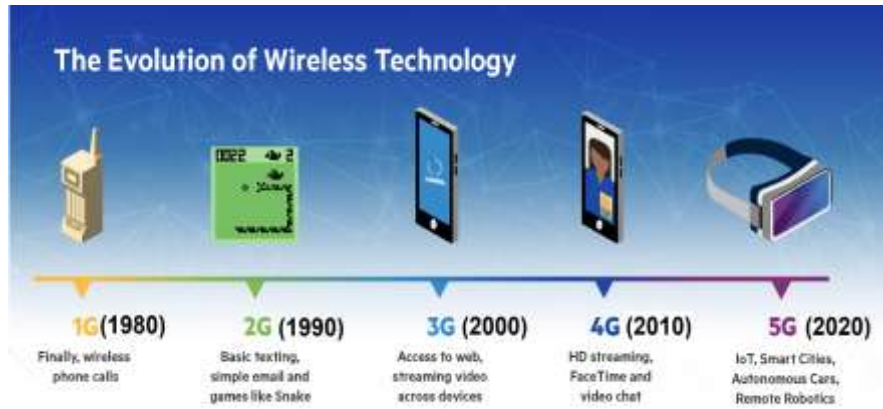 The Evolution of Wireless Technology
0022 2
1G(1980)
Finally, wireless
phone calls
2G (1990)
Basic texting,
simple email and
games like Snake
3G (2000)
Access to web,
streaming video
across devices
4G (2010)
HD streaming,
FaceTime and
video chat
5G (2020)
IoT, Smart Cities,
Autonomous Cars,
Remote Robotics